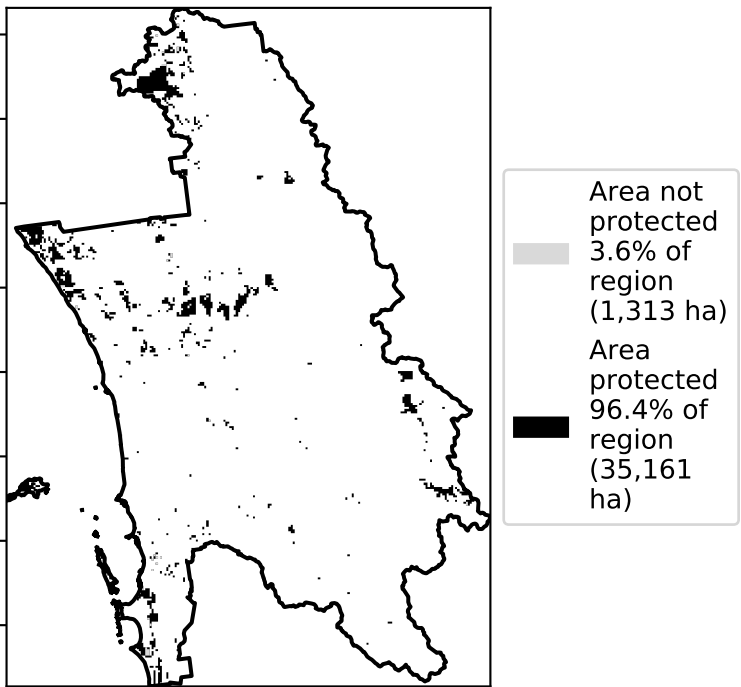 Area not
protected
3.6% of
region
(1,313 ha)
Area
protected
96.4% of
region
(35,161
ha)